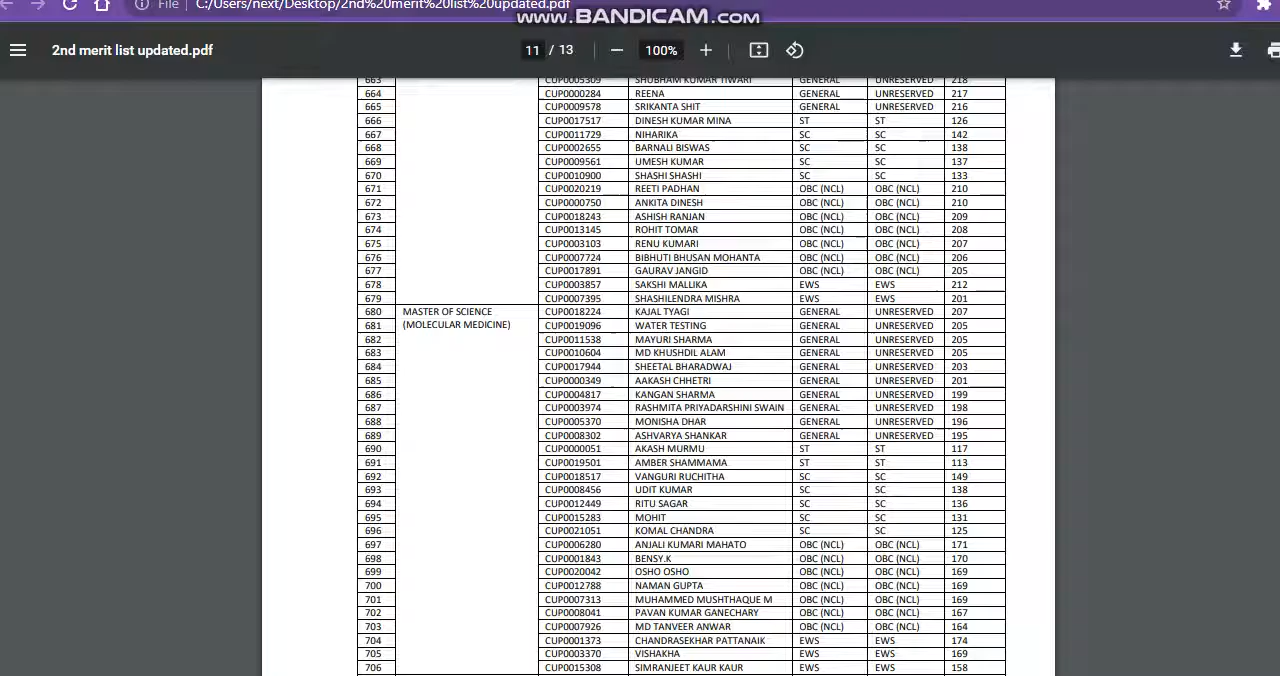 File C:/Users/next/Desktop/2nd%20merit%20list%20updated.pdf
www.BANDICAM.com
2nd merit list updated.pdf 11 / 13 100%
663 CUP0005309 SHUBHAM KUMAR TIWARI GENERAL UNRESERVED 218
664 CUP0000284 REENA GENERAL UNRESERVED 217
665 CUP0009578 SRIKANTA SHIT GENERAL UNRESERVED 216
666 CUP0017517 DINESH KUMAR MINA ST ST 126
667 CUP0011729 NIHARIKA SC SC 142
668 CUP0002655 BARNALI BISWAS SC SC 138
669 CUP0009561 UMESH KUMAR SC SC 137
670 CUP0010900 SHASHI SHASHI SC SC 133
671 CUP0020219 REETI PADHAN OBC (NCL) OBC (NCL) 210
672 CUP0000750 ANKITA DINESH OBC (NCL) OBC (NCL) 210
673 CUP0018243 ASHISH RANJAN OBC (NCL) OBC (NCL) 209
674 CUP0013145 ROHIT TOMAR OBC (NCL) OBC (NCL) 208
675 CUP0003103 RENU KUMARI OBC (NCL) OBC (NCL) 207
676 CUP0007724 BIBHUTI BHUSAN MOHANTA OBC (NCL) OBC (NCL) 206
677 CUP0017891 GAURAV JANGID OBC (NCL) OBC (NCL) 205
678 CUP0003857 SAKSHI MALLIKA EWS EWS 212
679 CUP0007395 SHASHILENDRA MISHRA EWS EWS 201
680 MASTER OF SCIENCE CUP0018224 KAJAL TYAGI GENERAL UNRESERVED 207
681 (MOLECULAR MEDICINE) CUP0019096 WATER TESTING GENERAL UNRESERVED 205
682 CUP0011538 MAYURI SHARMA GENERAL UNRESERVED 205
683 CUP0010604 MD KHUSHDIL ALAM GENERAL UNRESERVED 205
684 CUP0017944 SHEETAL BHARADWAJ GENERAL UNRESERVED 203
685 CUP0000349 AAKASH CHHETRI GENERAL UNRESERVED 201
686 CUP0004817 KANGAN SHARMA GENERAL UNRESERVED 199
687 CUP0003974 RASHMITA PRIYADARSHINI SWAIN GENERAL UNRESERVED 198
688 CUP0005370 MONISHA DHAR GENERAL UNRESERVED 196
689 CUP0008302 ASHVARYA SHANKAR GENERAL UNRESERVED 195
690 CUP0000051 AKASH MURMU ST ST 117
691 CUP0019501 AMBER SHAMMAMA ST ST 113
692 CUP0018517 VANGURI RUCHITHA SC SC 149
693 CUP0008456 UDIT KUMAR SC SC 138
694 CUP0012449 RITU SAGAR SC SC 136
695 CUP0015283 MOHIT SC SC 131
696 CUP0021051 KOMAL CHANDRA SC SC 125
697 CUP0006280 ANJALI KUMARI MAHATO OBC (NCL) OBC (NCL) 171
698 CUP0001843 BENSY.K OBC (NCL) OBC (NCL) 170
699 CUP0020042 OSHO OSHO OBC (NCL) OBC (NCL) 169
700 CUP0012788 NAMAN GUPTA OBC (NCL) OBC (NCL) 169
701 CUP0007313 MUHAMMED MUSHTHAQUE M OBC (NCL) OBC (NCL) 169
702 CUP0008041 PAVAN KUMAR GANECHARY OBC (NCL) OBC (NCL) 167
703 CUP0007926 MD TANVEER ANWAR OBC (NCL) OBC (NCL) 164
704 CUP0001373 CHANDRASEKHAR PATTANAIK EWS EWS 174
705 CUP0003370 VISHAKHA EWS EWS 169
706 CUP0015308 SIMRANJEET KAUR KAUR EWS EWS 158